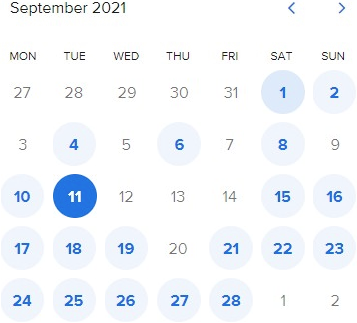 September 2021
MON TUE WED THU FRI SAT SUN
27 28 29 30 31 1 2
3 4 5 6 7 8 9
10 11 12 13 14 15 16
17 18 19 20 21 22 23
24 25 26 27 28 1 2